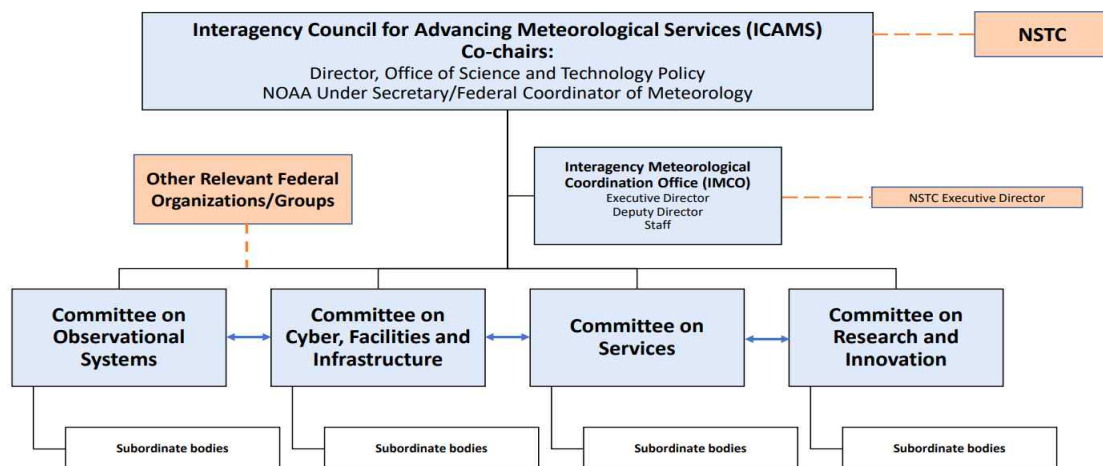 Interagency Council for Advancing Meteorological Services (ICAMS)
Co-chairs:
Director, Office of Science and Technology Policy
NOAA Under Secretary/Federal Coordinator of Meteorology
NSTC
Other Relevant Federal
Organizations/Groups
Interagency Meteorological
Coordination Office (IMCO)
Executive Director
Deputy Director
Staff
NSTC Executive Director
Committee on
Observational
Systems
Committee on
Cyber, Facilities and
Infrastructure
Committee on
Services
Committee on
Research and
Innovation
Subordinate bodies
Subordinate bodies
Subordinate bodies
Subordinate bodies